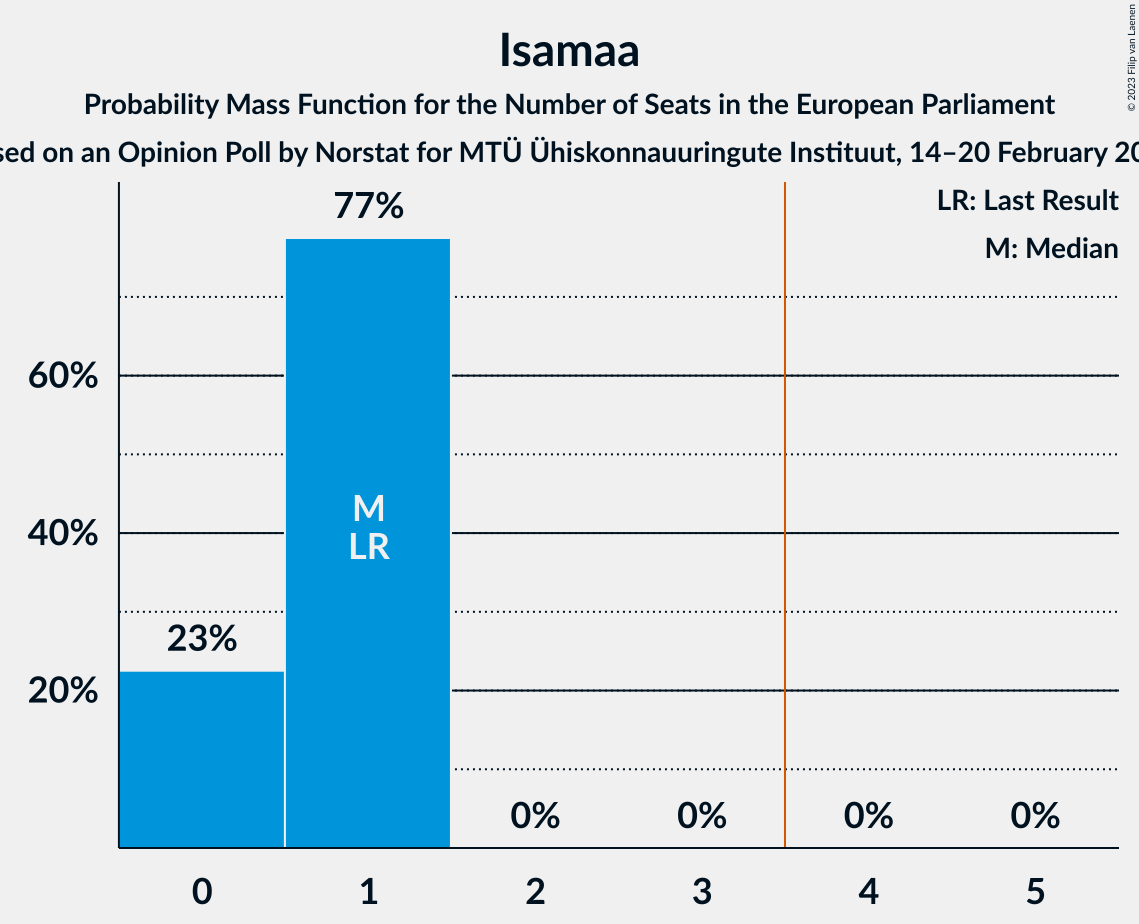 Isamaa
Probability Mass Function for the Number of Seats in the European Parliament
sed on an Opinion Poll by Norstat for MTÜ Ühiskonnauuringute Instituut, 14–20 February 20
© 2023 Filip van Laenen
LR: Last Result
M: Median
77%
60%
M
40%
LR
23%
20%
0%
0%
0%
0%
0
1
2
3
4
5